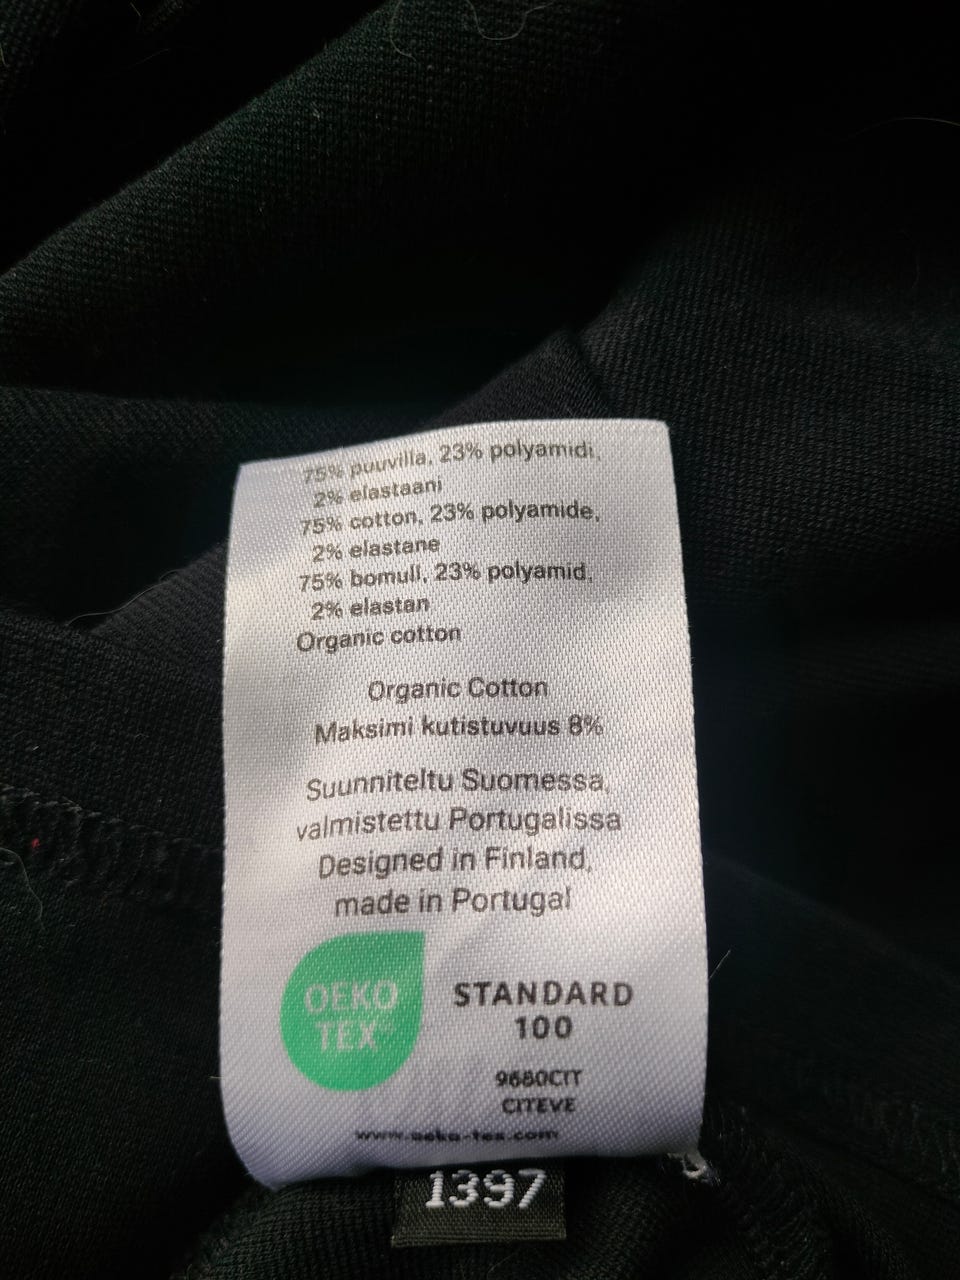 75% puuvilla, 23% polyamidi,
2% elastaani
75% cotton, 23% polyamide,
2% elastane
75% bomull, 23% polyamid,
2% elastan
Organic cotton
Organic Cotton
Maksimi kutistuvuus 8%
Suunniteltu Suomessa,
valmistettu Portugalissa
Designed in Finland,
made in Portugal
OEKO
TEX®
STANDARD
100
9680CIT
CITEVE
www.oeko-tex.com
1397